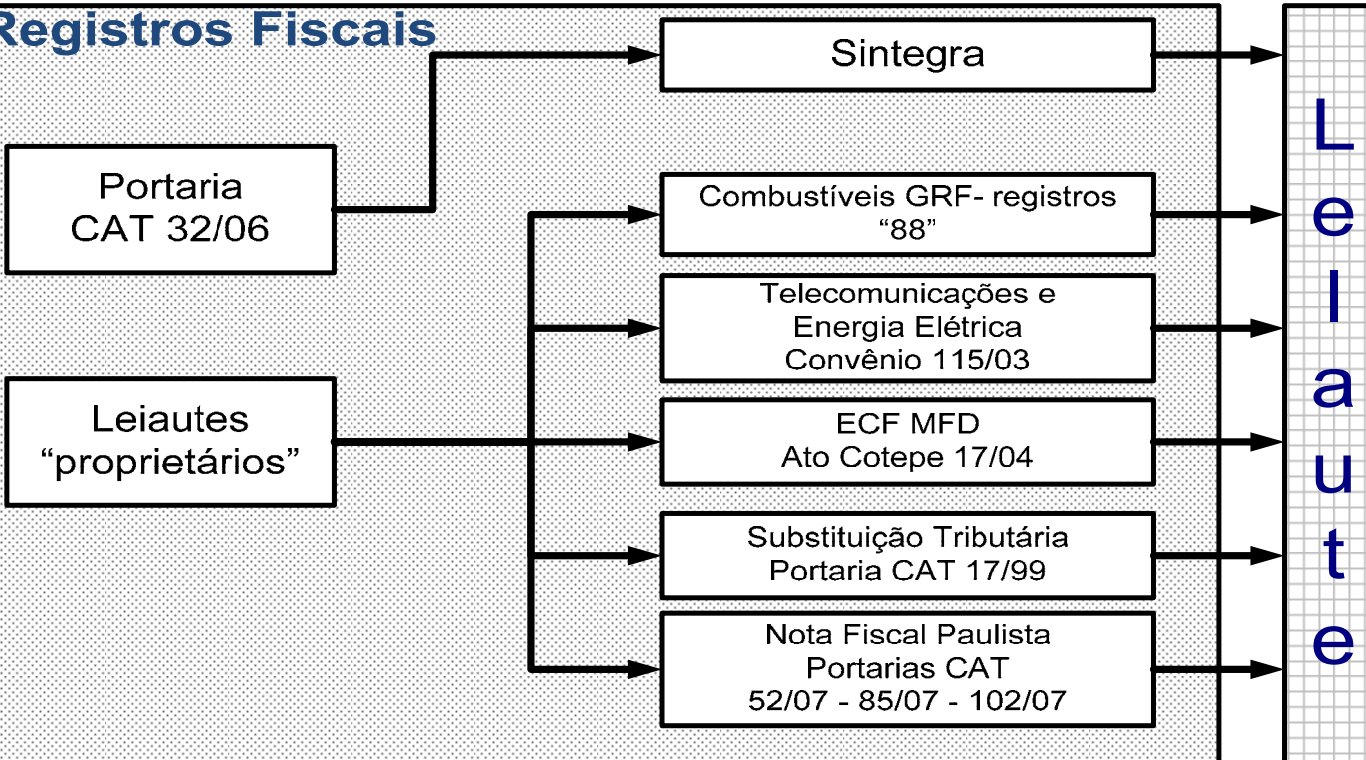 Registros Fiscais
Sintegra
Portaria
CAT 32/06
Combustíveis GRF- registros
“88”
Telecomunicações e
Energia Elétrica
Convênio 115/03
Leiautes
“proprietários”
ECF MFD
Ato Cotepe 17/04
Substituição Tributária
Portaria CAT 17/99
Nota Fiscal Paulista
Portarias CAT
52/07 - 85/07 - 102/07
L
e
I
a
u
t
e